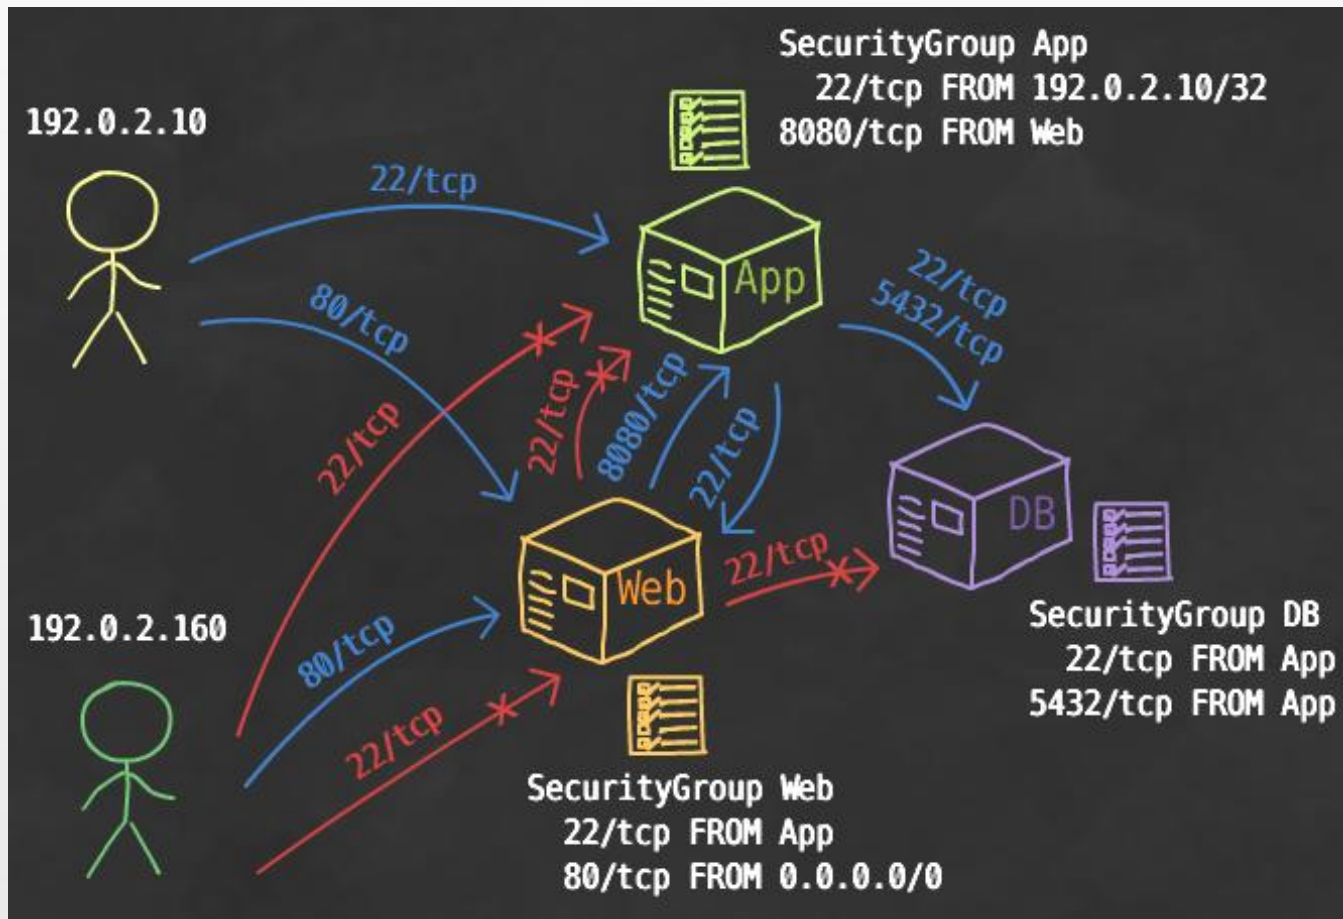 SecurityGroup App
22/tcp FROM 192.0.2.10/32
8080/tcp FROM Web
192.0.2.10
22/tcp
80/tcp
App
22/tcp
5432/tcp
22/tcp
22/tcp
8080/tcp
22/tcp
DB
Web
22/tcp
192.0.2.160
80/tcp
22/tcp
SecurityGroup DB
22/tcp FROM App
5432/tcp FROM App
SecurityGroup Web
22/tcp FROM App
80/tcp FROM 0.0.0.0/0